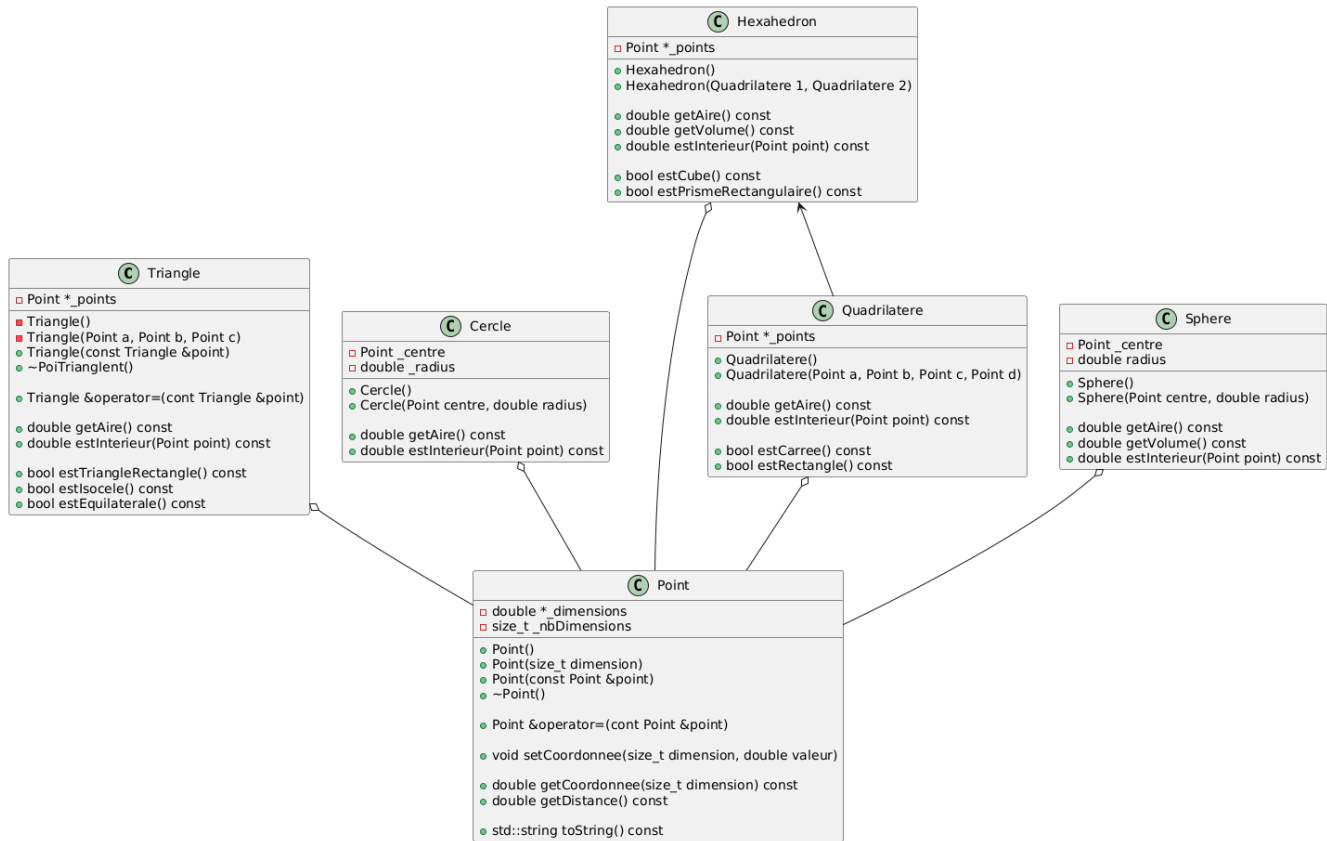 C Hexahedron
Point *_points
Hexahedron()
Hexahedron(Quadrilatere 1, Quadrilatere 2)
double getAire() const
double getVolume() const
double estInterieur(Point point) const
bool estCube() const
bool estPrismeRectangulaire() const
C Triangle
Point *_points
Triangle()
Triangle(Point a, Point b, Point c)
Triangle(const Triangle &point)
~PoiTrianglent()
Triangle &operator=(cont Triangle &point)
double getAire() const
double estInterieur(Point point) const
bool estTriangleRectangle() const
bool estIsocele() const
bool estEquilaterale() const
C Cercle
Point _centre
double _radius
Cercle()
Cercle(Point centre, double radius)
double getAire() const
double estInterieur(Point point) const
C Quadrilatere
Point *_points
Quadrilatere()
Quadrilatere(Point a, Point b, Point c, Point d)
double getAire() const
double estInterieur(Point point) const
bool estCarree() const
bool estRectangle() const
C Sphere
Point _centre
double radius
Sphere()
Sphere(Point centre, double radius)
double getAire() const
double getVolume() const
double estInterieur(Point point) const
C Point
double *_dimensions
size_t _nbDimensions
Point()
Point(size_t dimension)
Point(const Point &point)
~Point()
Point &operator=(cont Point &point)
void setCoordonnee(size_t dimension, double valeur)
double getCoordonnee(size_t dimension) const
double getDistance() const
std::string toString() const